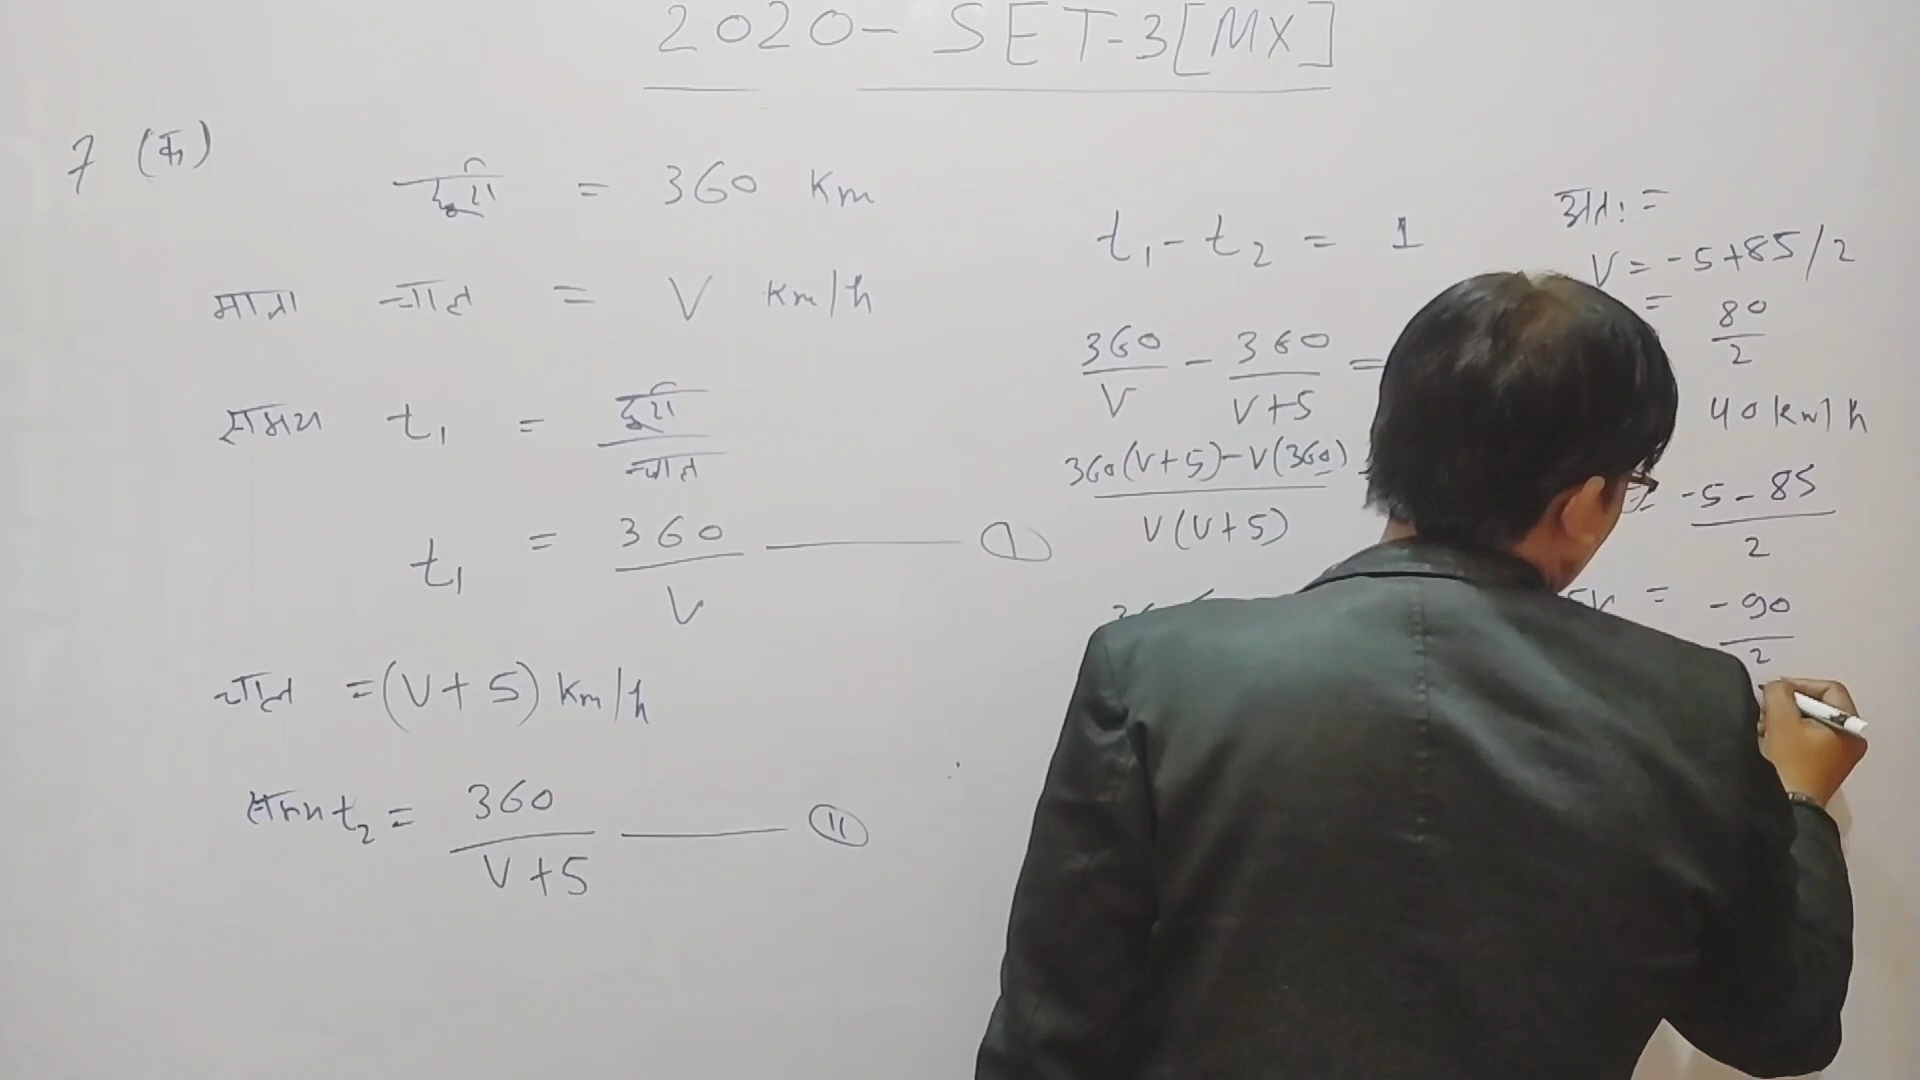 2020- SET-3[MX]
7 (क)
दूरी = 360 Km
माना चाल = V Km/h
समय t₁ = दूरी/चाल
t₁ = 360/V ——— (I)
चाल =(V+5) Km/h
समय t₂ = 360/V+5 ——— (II)
t₁ - t₂ = 1
360/V - 360/V+5 =
360(V+5)-V(360)/V(V+5)
अतः =
V = -5+85/2
= 80/2
40 km/h
= -5-85/2
= -90/2